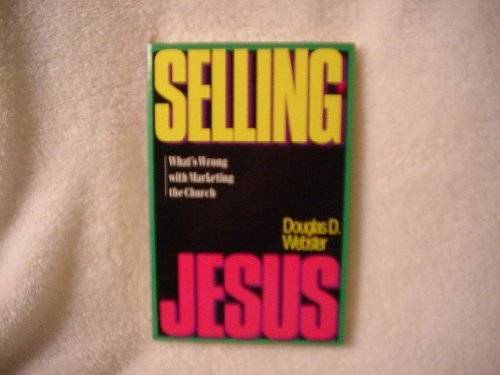 SELLING
What's Wrong
with Marketing
the Church
Douglas D.
Webster
JESUS